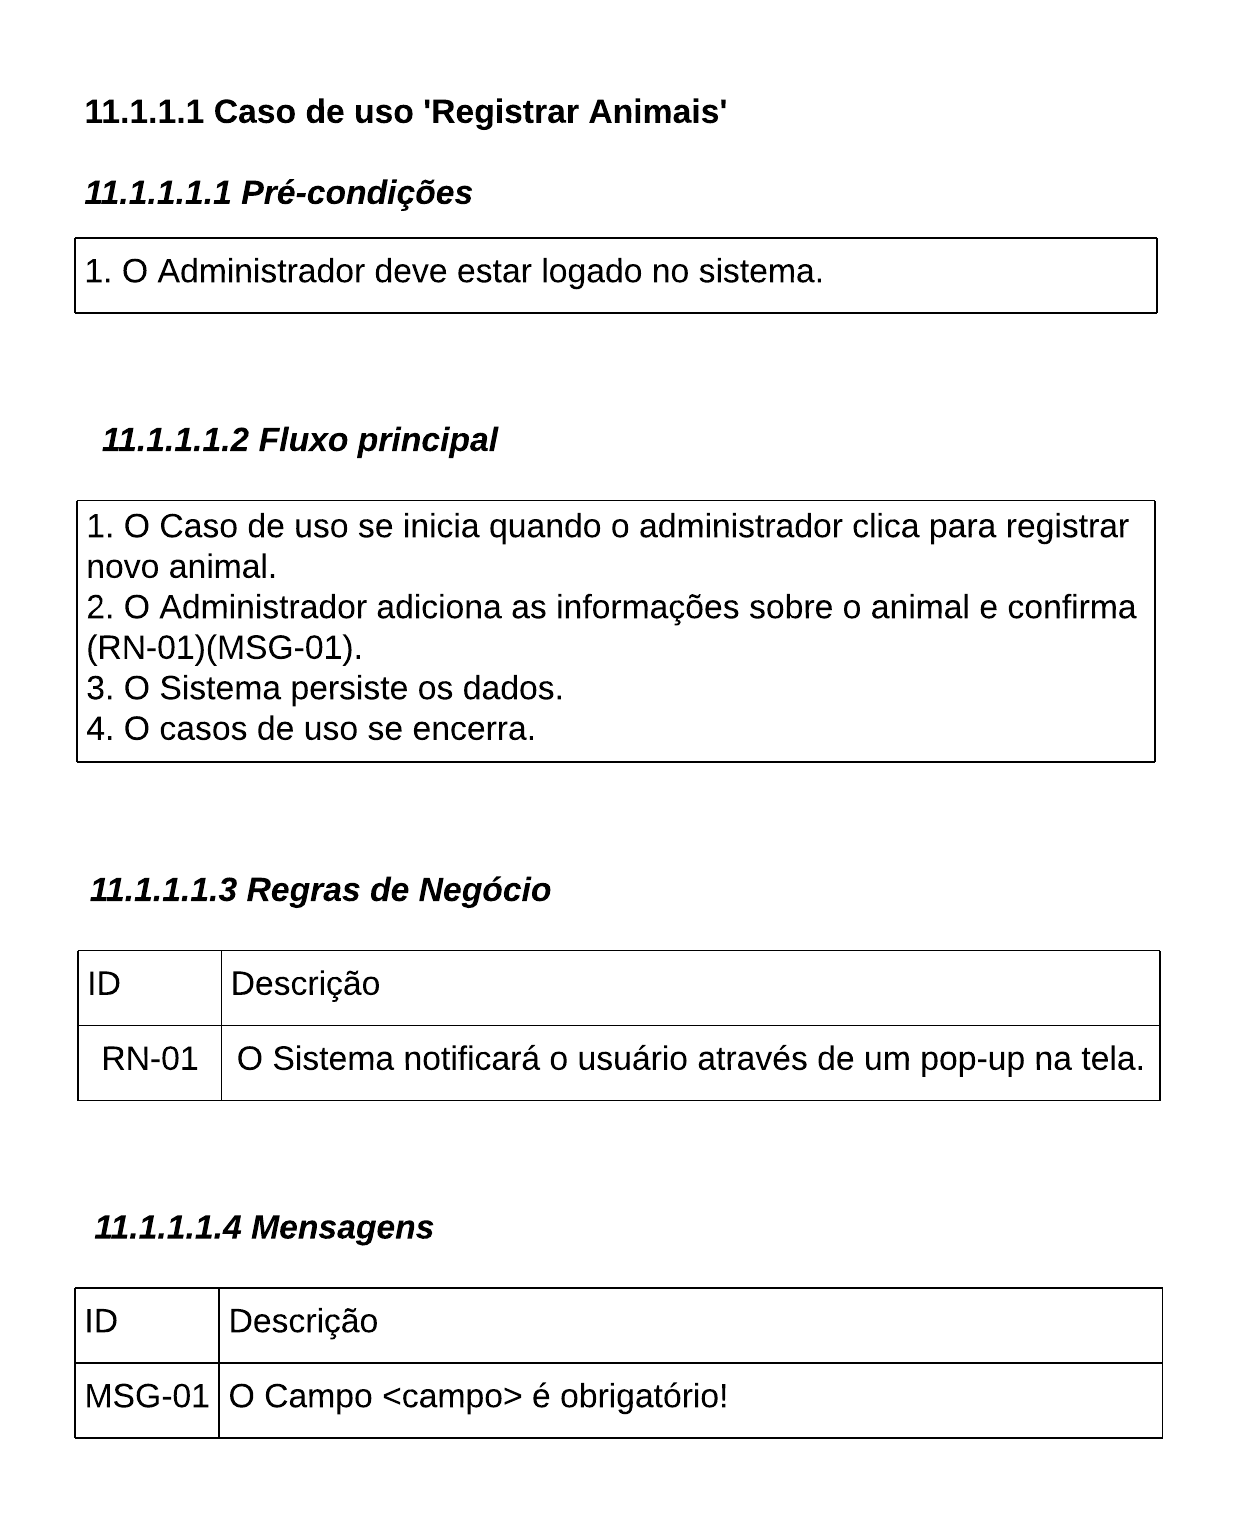 11.1.1.1 Caso de uso 'Registrar Animais'
11.1.1.1.1 Pré-condições
1. O Administrador deve estar logado no sistema.
11.1.1.1.2 Fluxo principal
1. O Caso de uso se inicia quando o administrador clica para registrar
novo animal.
2. O Administrador adiciona as informações sobre o animal e confirma
(RN-01)(MSG-01).
3. O Sistema persiste os dados.
4. O casos de uso se encerra.
11.1.1.1.3 Regras de Negócio
ID Descrição
RN-01 O Sistema notificará o usuário através de um pop-up na tela.
11.1.1.1.4 Mensagens
ID Descrição
MSG-01 O Campo <campo> é obrigatório!